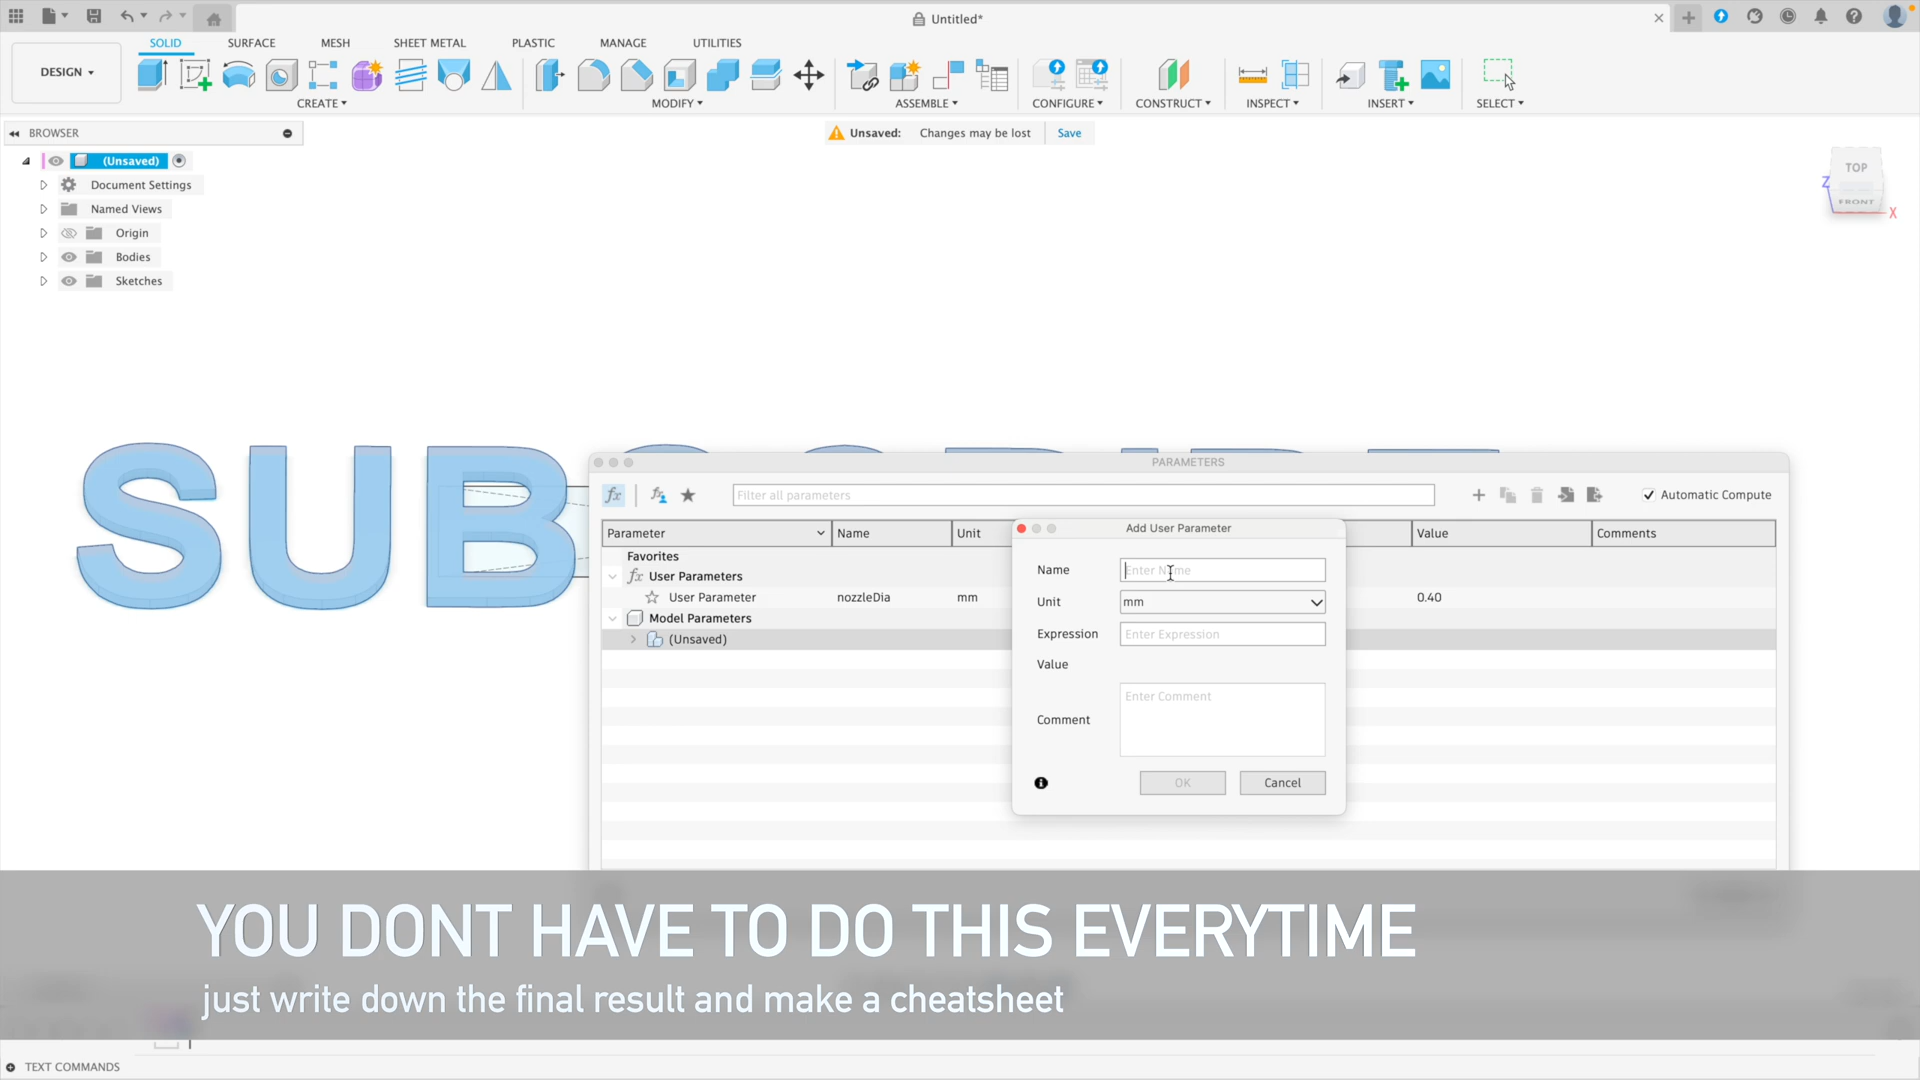 Untitled*
DESIGN
SOLID
SURFACE
MESH
SHEET METAL
PLASTIC
MANAGE
UTILITIES
CREATE
MODIFY
ASSEMBLE
CONFIGURE
CONSTRUCT
INSPECT
INSERT
SELECT
BROWSER
Unsaved: Changes may be lost
Save
(Unsaved)
Document Settings
Named Views
Origin
Bodies
Sketches
TOP
FRONT
Z
X
SUB
PARAMETERS
fx
Filter all parameters
Automatic Compute
Parameter Name Unit Value Comments
Favorites
fx User Parameters
User Parameter nozzleDia mm 0.40
Model Parameters
(Unsaved)
Add User Parameter
Name Enter Name
Unit mm
Expression Enter Expression
Value
Comment Enter Comment
OK
Cancel
YOU DONT HAVE TO DO THIS EVERYTIME
just write down the final result and make a cheatsheet
TEXT COMMANDS